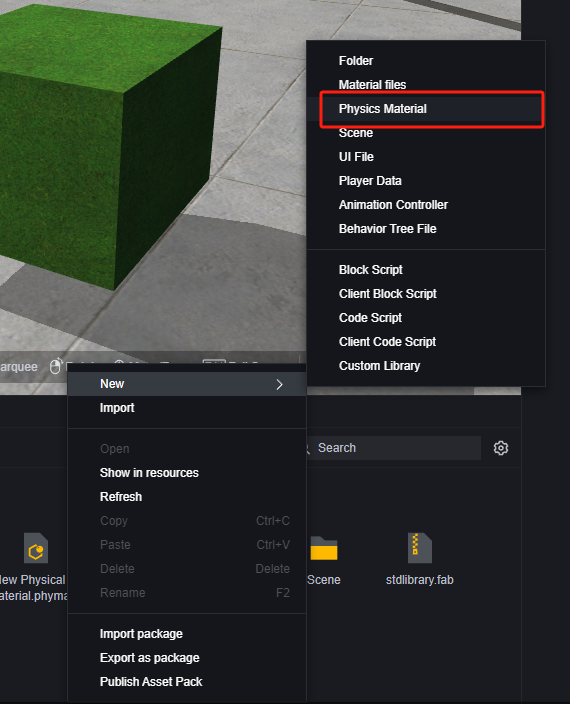 Folder
Material files
Physics Material
Scene
UI File
Player Data
Animation Controller
Behavior Tree File
Block Script
Client Block Script
Code Script
Client Code Script
Custom Library
arquee
New
Import
Open
Show in resources
Refresh
Copy Ctrl+C
Paste Ctrl+V
Delete Delete
Rename F2
Import package
Export as package
Publish Asset Pack
Search
ew Physical
aterial.phyma
Scene
stdlibrary.fab